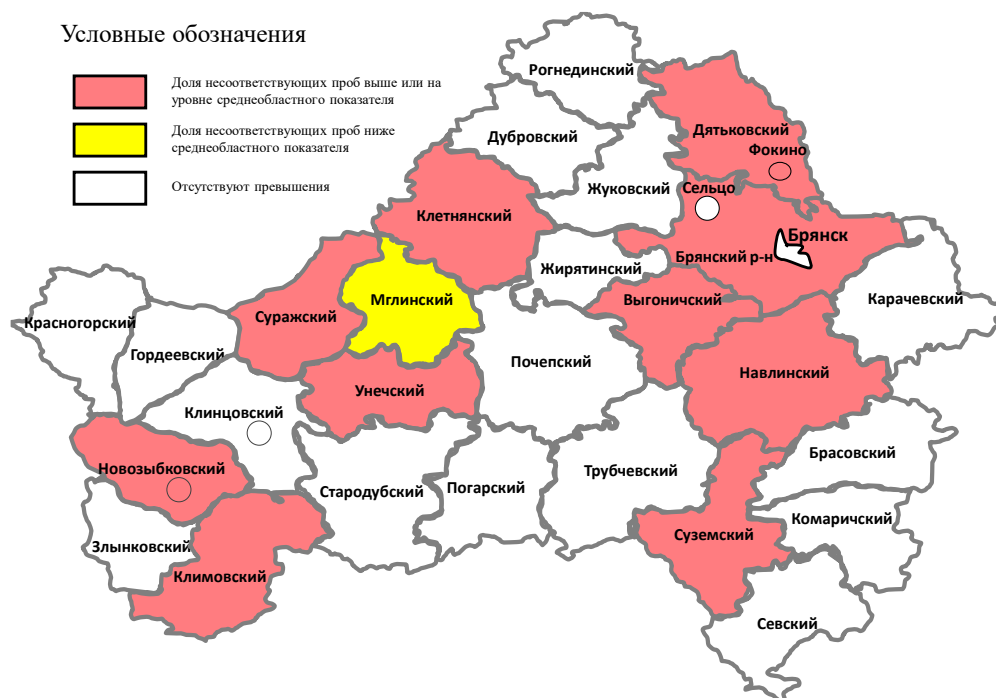 Условные обозначения
Доля несоответствующих проб выше или на
уровне среднеобластного показателя
Доля несоответствующих проб ниже
среднеобластного показателя
Отсутствуют превышения
Рогнединский
Дубровский
Дятьковский
Фокино
Жуковский
Сельцо
Клетнянский
Брянск
Брянский р-н
Жирятинский
Выгоничский
Карачевский
Мглинский
Суражский
Красногорский
Гордеевский
Почепский
Навлинский
Унечский
Клинцовский
Новозыбковский
Стародубский
Погарский
Трубчевский
Брасовский
Комаричский
Суземский
Злынковский
Климовский
Севский